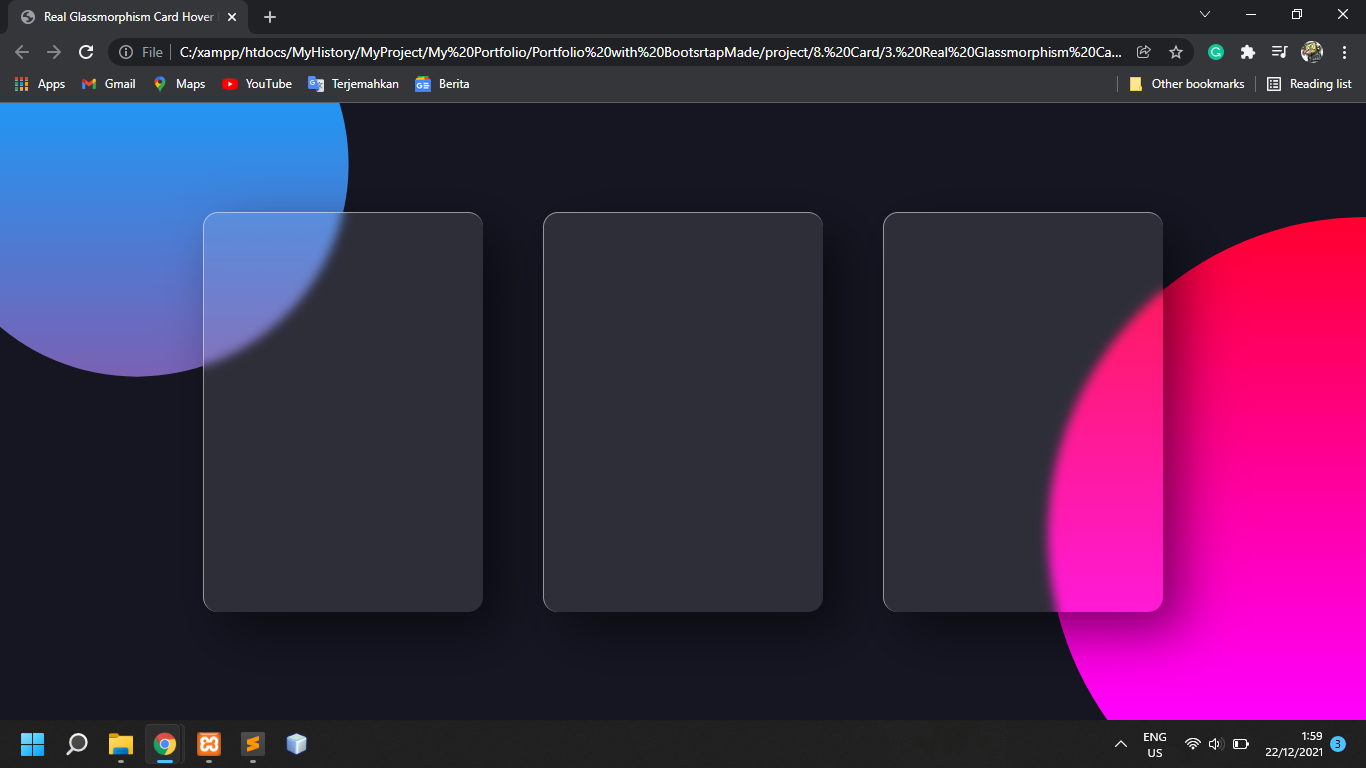 Real Glassmorphism Card Hover
File C:/xampp/htdocs/MyHistory/MyProject/My%20Portfolio/Portfolio%20with%20BootsrtapMade/project/8.%20Card/3.%20Real%20Glassmorphism%20Ca...
Apps Gmail Maps YouTube Terjemahkan Berita Other bookmarks Reading list
ENG 1:59
US 22/12/2021 3